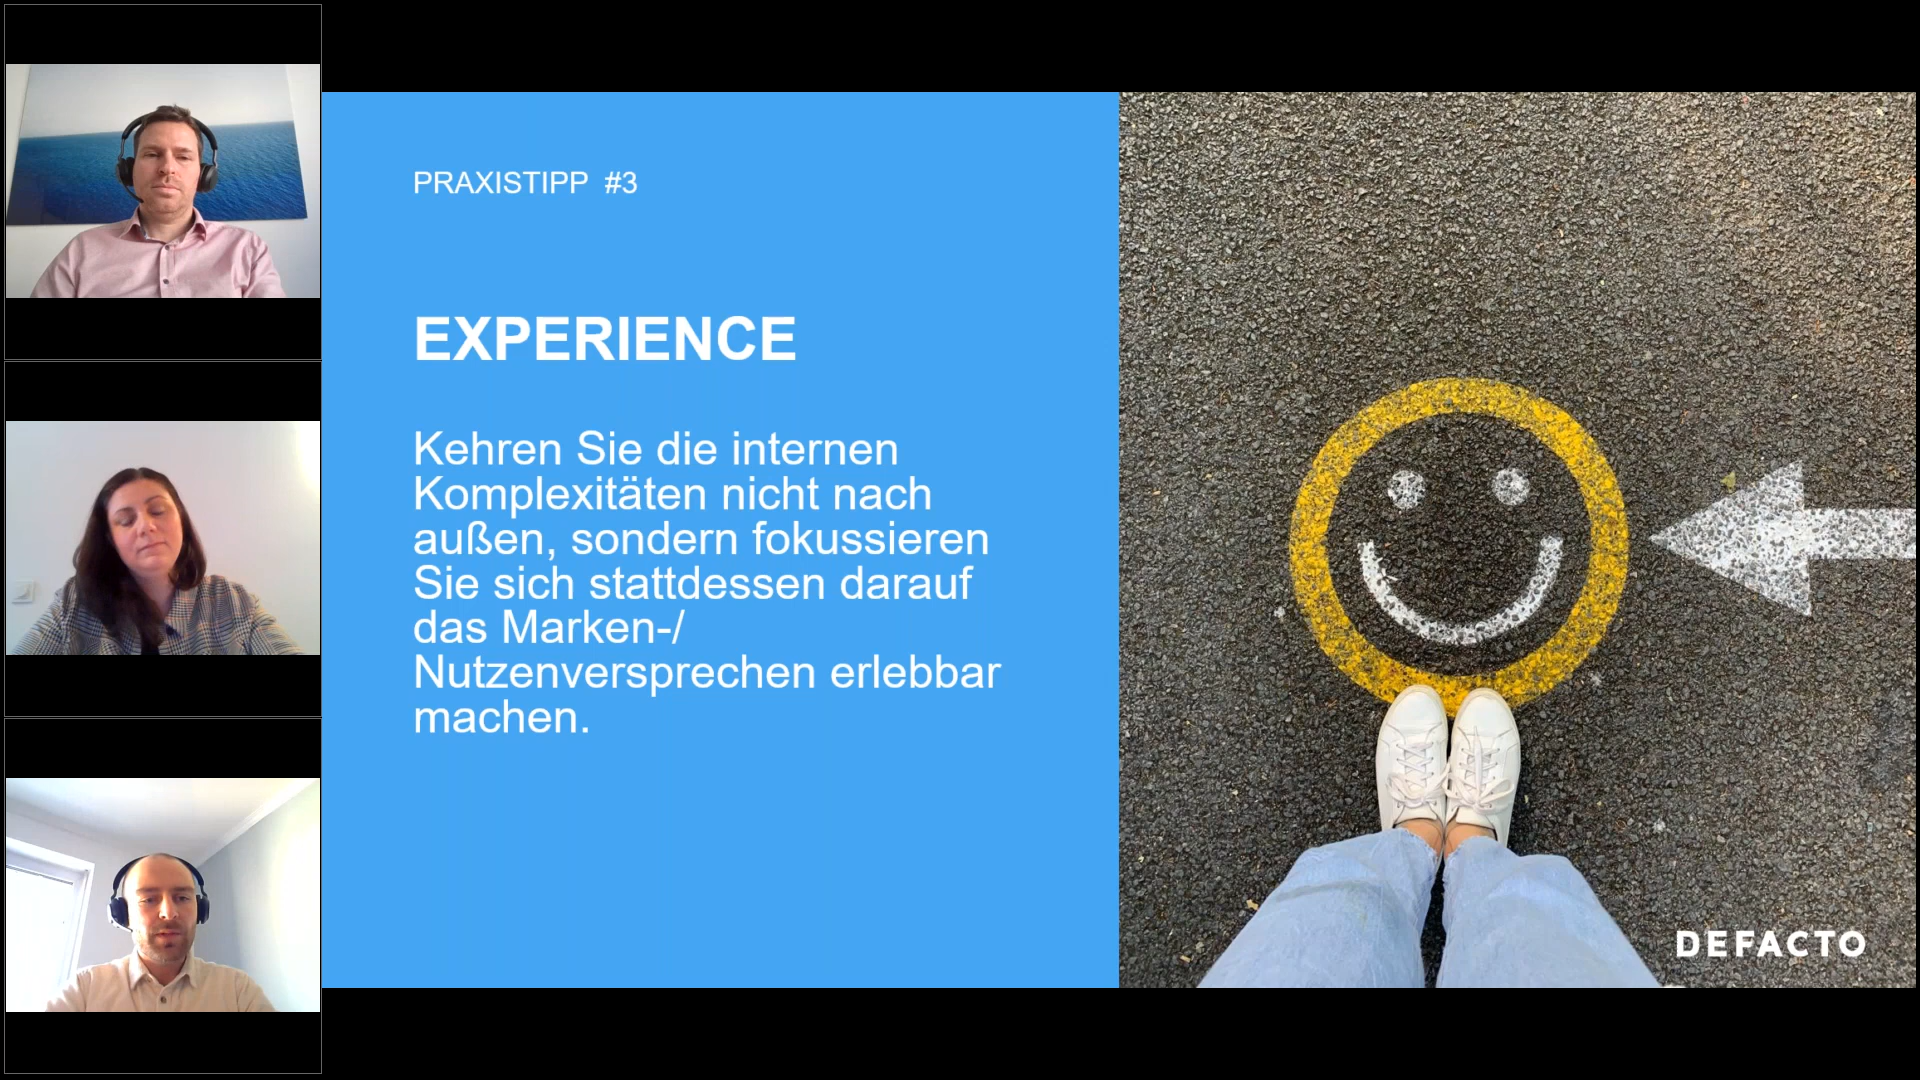 PRAXISTIPP #3
EXPERIENCE
Kehren Sie die internen
Komplexitäten nicht nach
außen, sondern fokussieren
Sie sich stattdessen darauf
das Marken-/
Nutzenversprechen erlebbar
machen.
DEFACTO